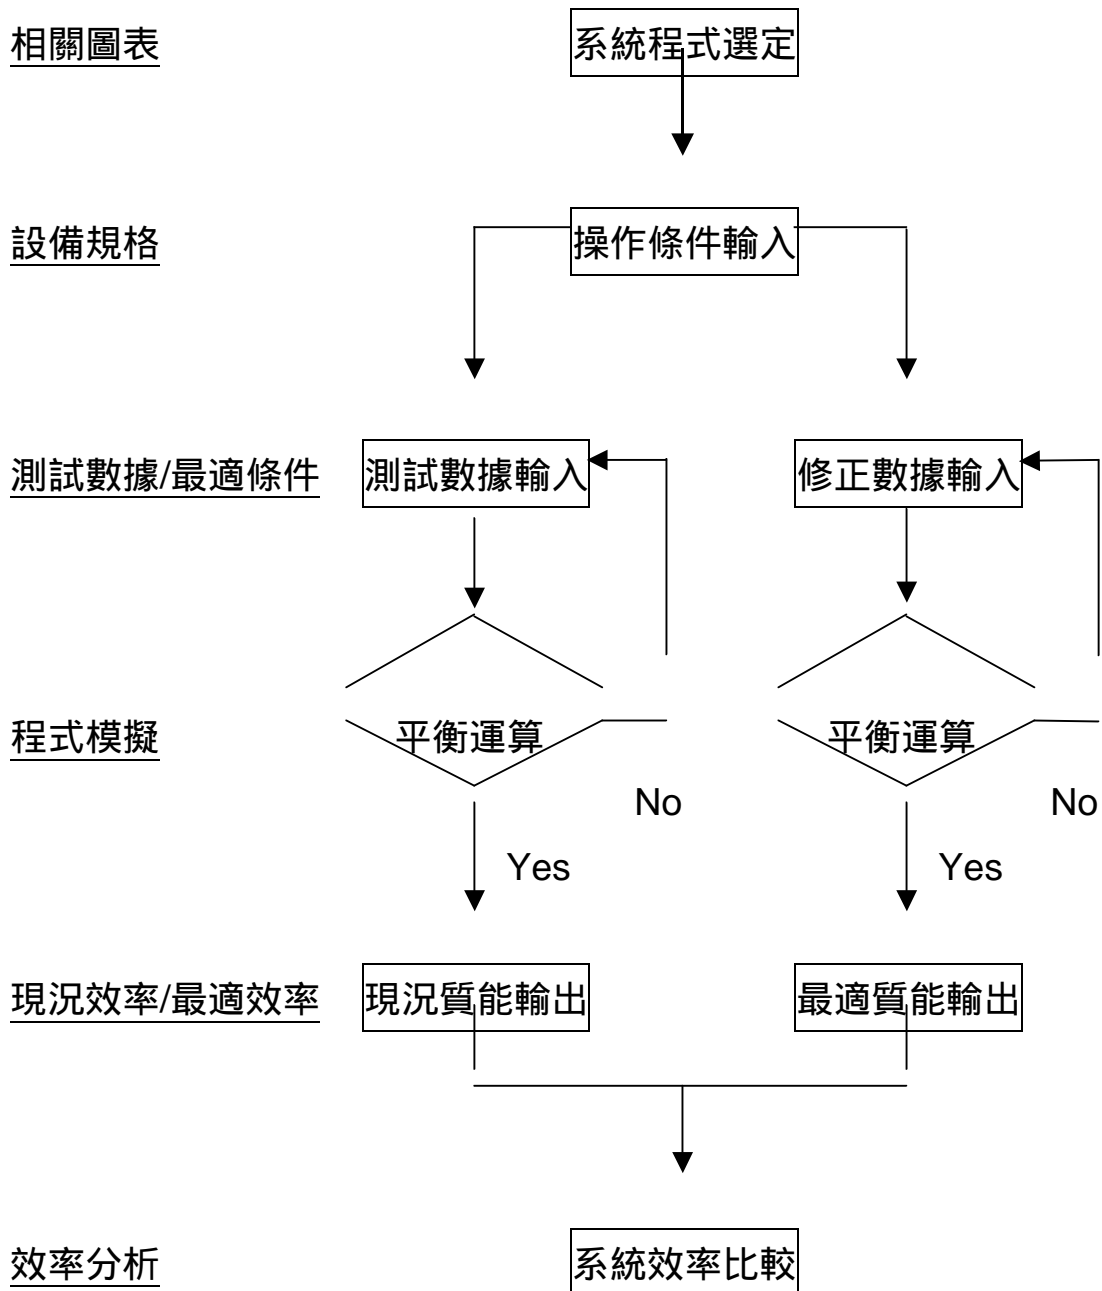 相關圖表
系統程式選定
設備規格
操作條件輸入
測試數據/最適條件
測試數據輸入
修正數據輸入
程式模擬
平衡運算
平衡運算
No
No
Yes
Yes
現況效率/最適效率
現況質能輸出
最適質能輸出
效率分析
系統效率比較